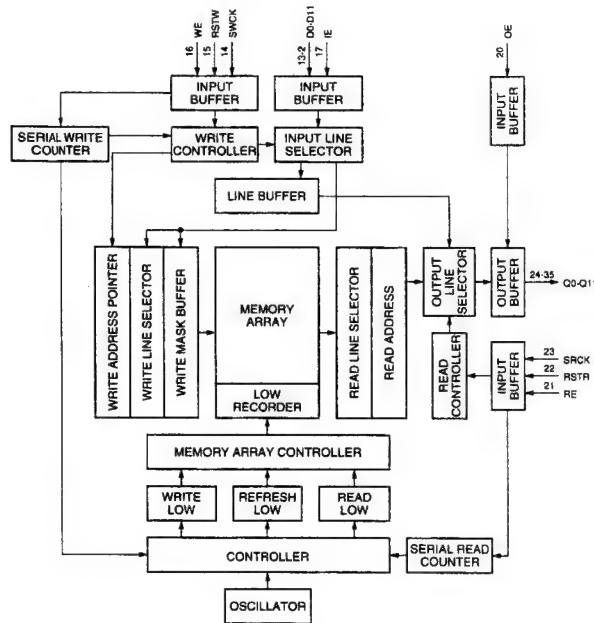 16 WE
15 RSTW
14 SWCK
13-2 D0-D11
17 IE
20 OE
INPUT
BUFFER
INPUT
BUFFER
INPUT
BUFFER
SERIAL WRITE
COUNTER
WRITE
CONTROLLER
INPUT LINE
SELECTOR
LINE BUFFER
WRITE ADDRESS POINTER
WRITE LINE SELECTOR
WRITE MASK BUFFER
MEMORY
ARRAY
LOW
RECORDER
READ LINE SELECTOR
READ ADDRESS
OUTPUT LINE
SELECTOR
OUTPUT
BUFFER
24-35
Q0-Q1
READ
CONTROLLER
INPUT
BUFFER
23 SRCK
22 RSTR
21 RE
MEMORY ARRAY CONTROLLER
WRITE
LOW
REFRESH
LOW
READ
LOW
CONTROLLER
SERIAL READ
COUNTER
OSCILLATOR